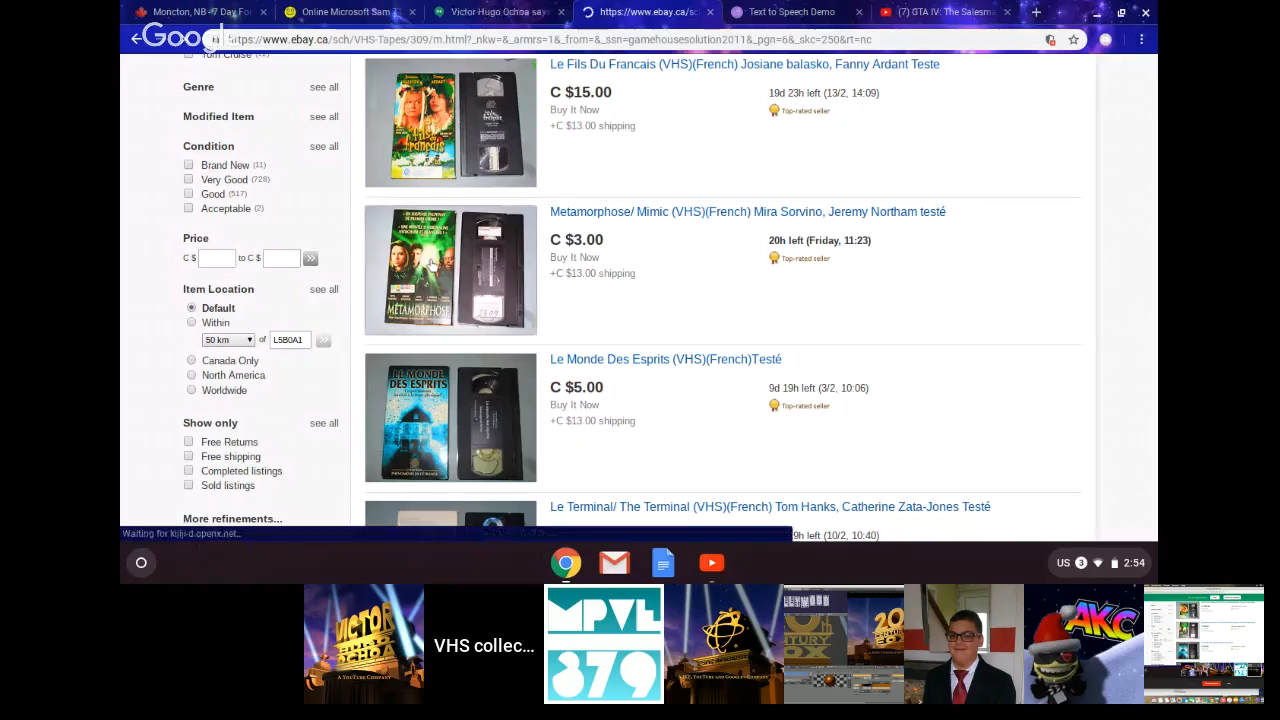 Moncton, NB - 7 Day Fo
Online Microsoft Sam T
Victor Hugo Ochoa say
https://www.ebay.ca/sc
Text to Speech Demo
(7) GTA IV: The Salesma
Google
https://www.ebay.ca/sch/VHS-Tapes/309/m.html?_nkw=&_armrs=1&_from=&_ssn=gamehousesolution2011&_pgn=6&_skc=250&rt=nc
Tom Cruise
Genre see all
Modified Item see all
Condition see all
Brand New (11)
Very Good (728)
Good (517)
Acceptable (2)
Price
C $ to C $
Item Location see all
Default
Within
50 km of L5B0A1
Canada Only
North America
Worldwide
Show only see all
Free Returns
Free shipping
Completed listings
Sold listings
More refinements...
Le Fils Du Francais (VHS)(French) Josiane balasko, Fanny Ardant Teste
C $15.00
19d 23h left (13/2, 14:09)
Buy It Now
Top-rated seller
+C $13.00 shipping
Metamorphose/ Mimic (VHS)(French) Mira Sorvino, Jeremy Northam testé
C $3.00
20h left (Friday, 11:23)
Buy It Now
Top-rated seller
+C $13.00 shipping
METAMORPHOSE
Le Monde Des Esprits (VHS)(French)Testé
C $5.00
9d 19h left (3/2, 10:06)
Buy It Now
Top-rated seller
+C $13.00 shipping
LE MONDE
DES ESPRITS
Le Terminal/ The Terminal (VHS)(French) Tom Hanks, Catherine Zata-Jones Testé
9h left (10/2, 10:40)
Waiting for kijiji-d.openx.net...
US 3 2:54
VICTOR
HUGO
OCHOA
A YOUTUBE COMPANY
VHS collec...
MPVL
879
AKC